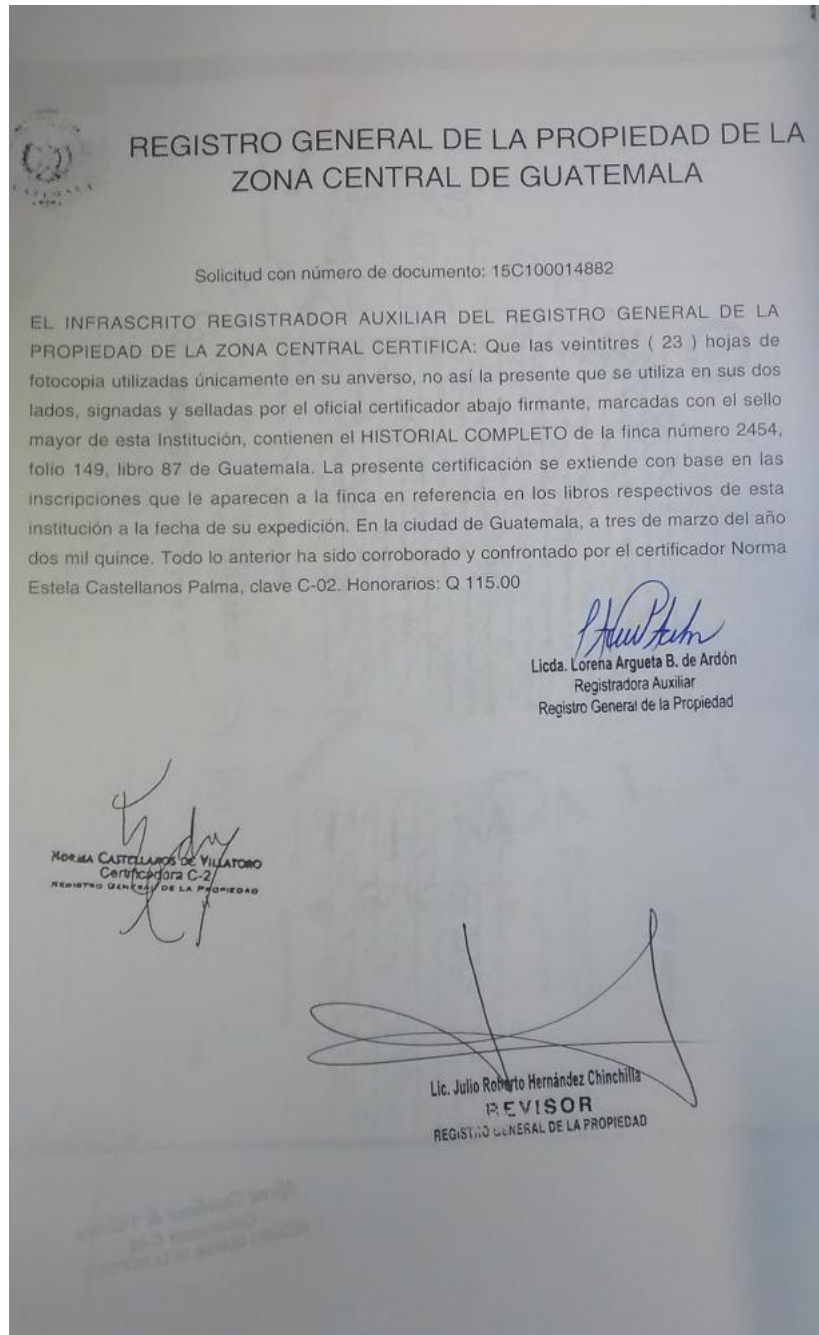 REGISTRO GENERAL DE LA PROPIEDAD DE LA
ZONA CENTRAL DE GUATEMALA
Solicitud con número de documento: 15C100014882
EL INFRASCRITO REGISTRADOR AUXILIAR DEL REGISTRO GENERAL DE LA
PROPIEDAD DE LA ZONA CENTRAL CERTIFICA: Que las veintitres ( 23 ) hojas de
fotocopia utilizadas únicamente en su anverso, no así la presente que se utiliza en sus dos
lados, signadas y selladas por el oficial certificador abajo firmante, marcadas con el sello
mayor de esta Institución, contienen el HISTORIAL COMPLETO de la finca número 2454,
folio 149, libro 87 de Guatemala. La presente certificación se extiende con base en las
inscripciones que le aparecen a la finca en referencia en los libros respectivos de esta
institución a la fecha de su expedición. En la ciudad de Guatemala, a tres de marzo del año
dos mil quince. Todo lo anterior ha sido corroborado y confrontado por el certificador Norma
Estela Castellanos Palma, clave C-02. Honorarios: Q 115.00
Licda. Lorena Argueta B. de Ardón
Registradora Auxiliar
Registro General de la Propiedad
NORMA CASTELLANOS DE VILLATORO
Certificadora C-2
REGISTRO GENERAL DE LA PROPIEDAD
Lic. Julio Roberto Hernández Chinchilla
REVISOR
REGISTRO GENERAL DE LA PROPIEDAD